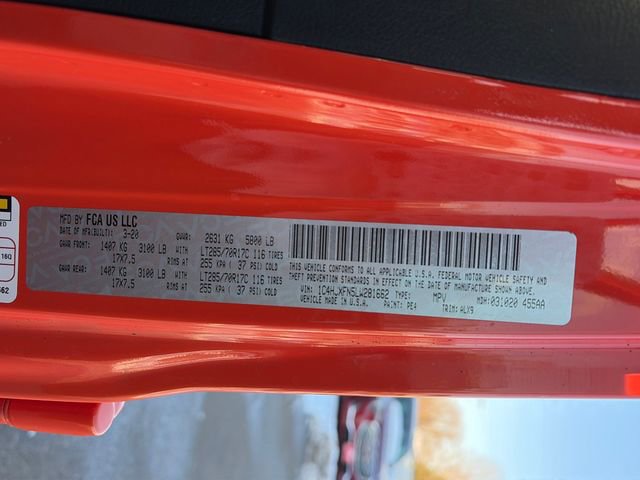 MFD BY FCA US LLC
DATE OF MFR(BUILT): 3-20 GVWR: 2631 KG 5800 LB
GAWR FRONT: 1407 KG 3100 LB WITH LT285/70R17C 116 TIRES
17X7.5 RIMS AT 255 KPA ( 37 PSI) COLD
GAWR REAR: 1407 KG 3100 LB WITH LT285/70R17C 116 TIRES
17X7.5 RIMS AT 255 KPA ( 37 PSI) COLD
THIS VEHICLE CONFORMS TO ALL APPLICABLE U.S.A. FEDERAL MOTOR VEHICLE SAFETY
AND THEFT PREVENTION STANDARDS IN EFFECT ON THE DATE OF MANUFACTURE SHOWN ABOVE.
VIN: TYPE: MPV MDH: 031020 455AA
VEHICLE MADE IN U.S.A. PAINT: PE4 TRIM: ALX9